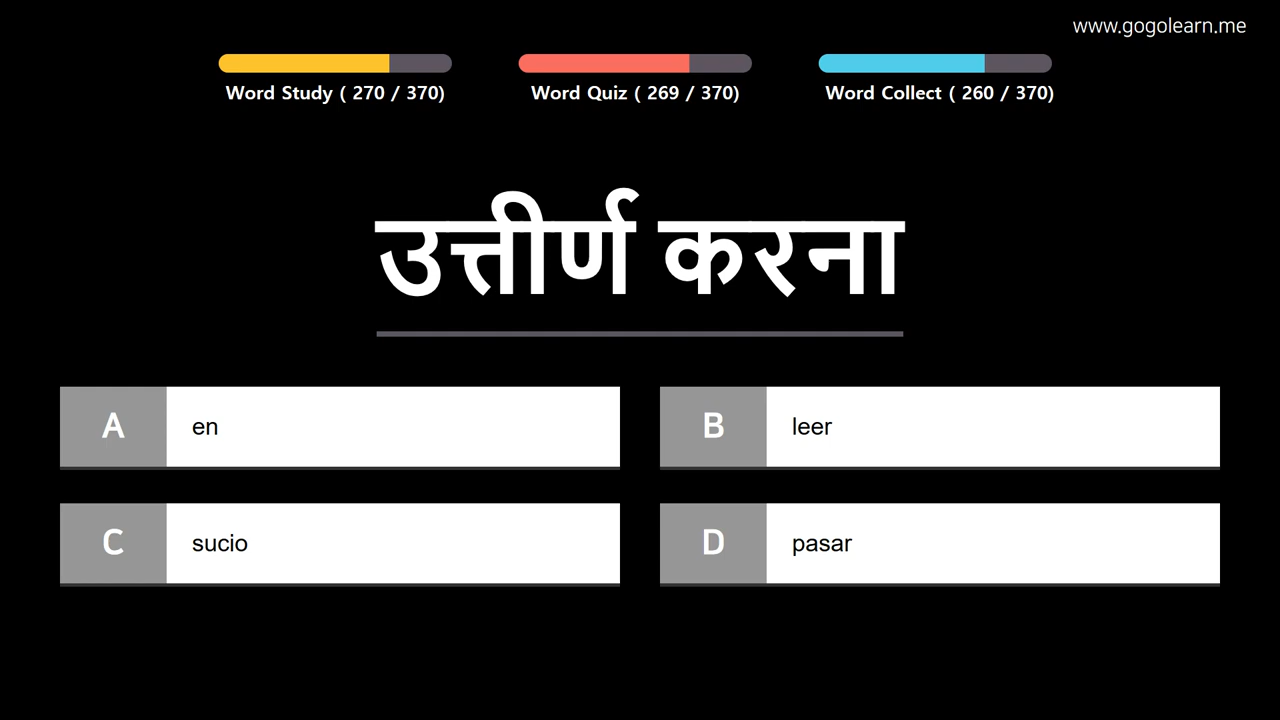 www.gogolearn.me
Word Study ( 270 / 370)
Word Quiz ( 269 / 370)
Word Collect ( 260 / 370)
उत्तीर्ण करना
A en
B leer
C sucio
D pasar